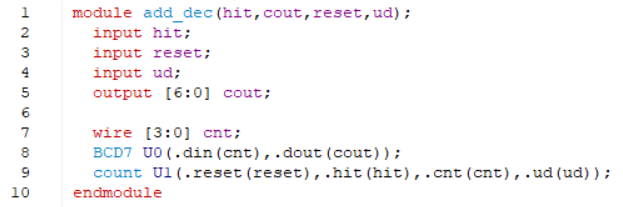 1 module add_dec(hit,cout,reset,ud);
2 input hit;
3 input reset;
4 input ud;
5 output [6:0] cout;
6
7 wire [3:0] cnt;
8 BCD7 U0(.din(cnt),.dout(cout));
9 count U1(.reset(reset),.hit(hit),.cnt(cnt),.ud(ud));
10 endmodule